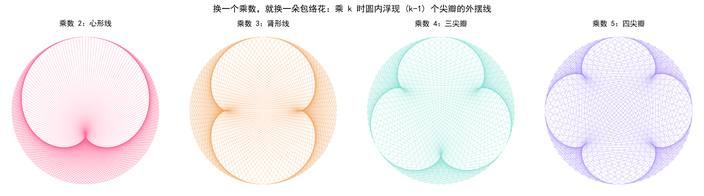 换一个乘数，就换一朵包络花：乘 k 时圆内浮现 (k-1) 个尖瓣的外摆线
乘数 2：心形线
乘数 3：肾形线
乘数 4：三尖瓣
乘数 5：四尖瓣